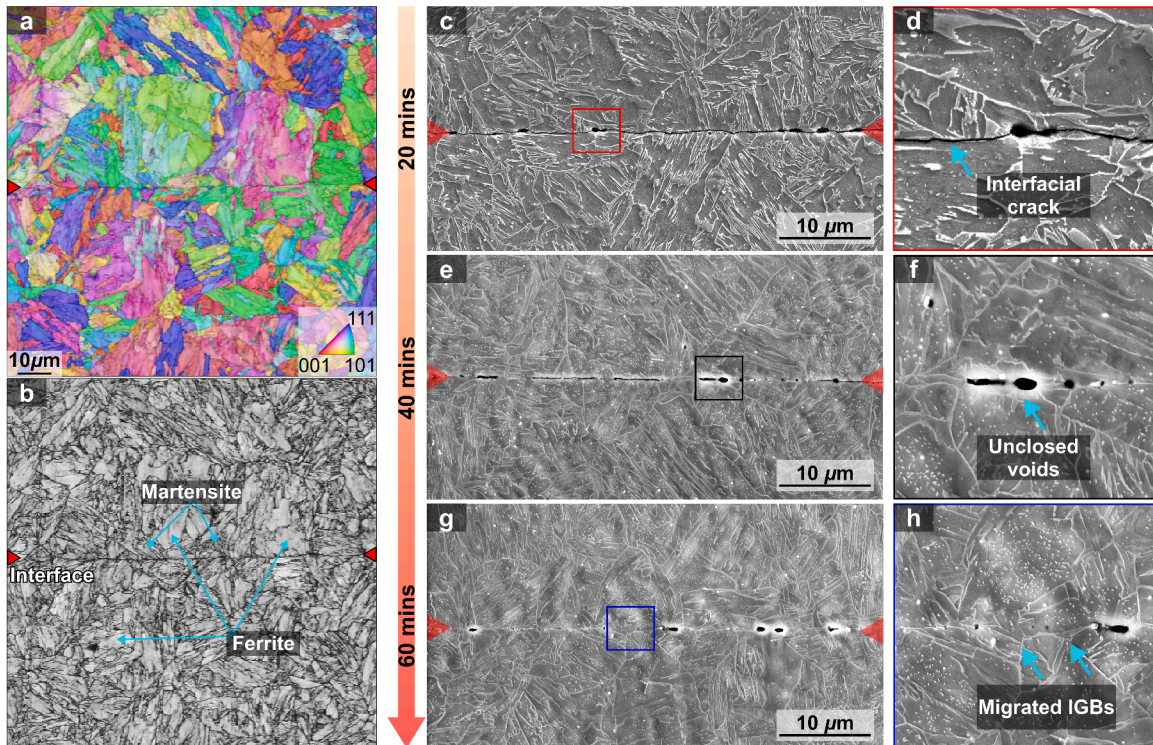 a
111
001
101
10μm
b
Martensite
Interface
Ferrite
20 mins
40 mins
60 mins
c
10 μm
d
Interfacial
crack
e
10 μm
f
Unclosed
voids
g
10 μm
h
Migrated IGBs